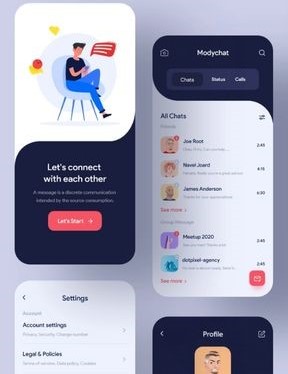 Let's connect
with each other
A message is a discrete communication
intended by the source consumption.
Let's Start
Settings
Account
Account settings
Privacy, Security, Change number
Legal & Policies
Terms of service, Data policy, Cookies
Modychat
Chats
Status
Calls
All Chats
Joe Root
2:45
Navel Joard
4:15
James Anderson
6:30
See more
Meetup 2020
2:45
dotpixel-agency
2:45
See more
Profile